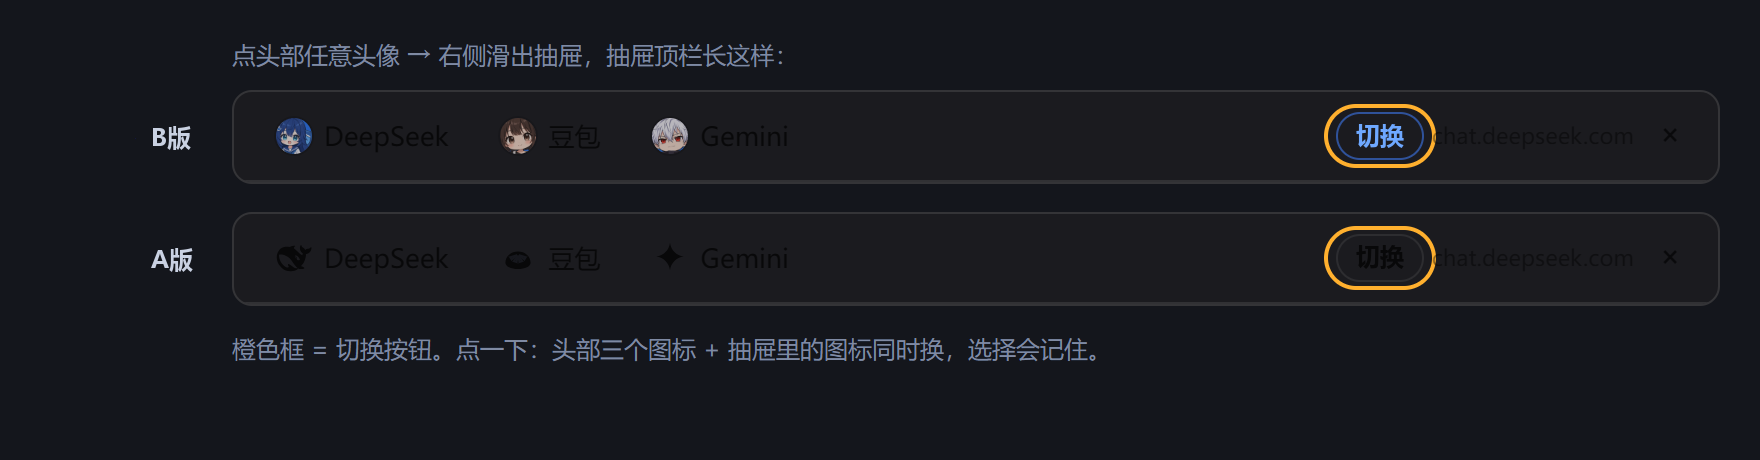 点头部任意头像 → 右侧滑出抽屉，抽屉顶栏长这样：
B版 DeepSeek 豆包 Gemini 切换 chat.deepseek.com ×
A版 DeepSeek 豆包 Gemini 切换 chat.deepseek.com ×
橙色框 = 切换按钮。点一下：头部三个图标 + 抽屉里的图标同时换，选择会记住。